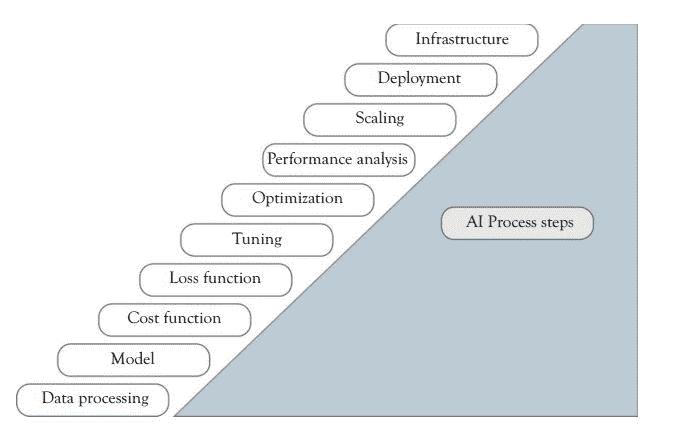 Infrastructure
Deployment
Scaling
Performance analysis
Optimization
AI Process steps
Tuning
Loss function
Cost function
Model
Data processing